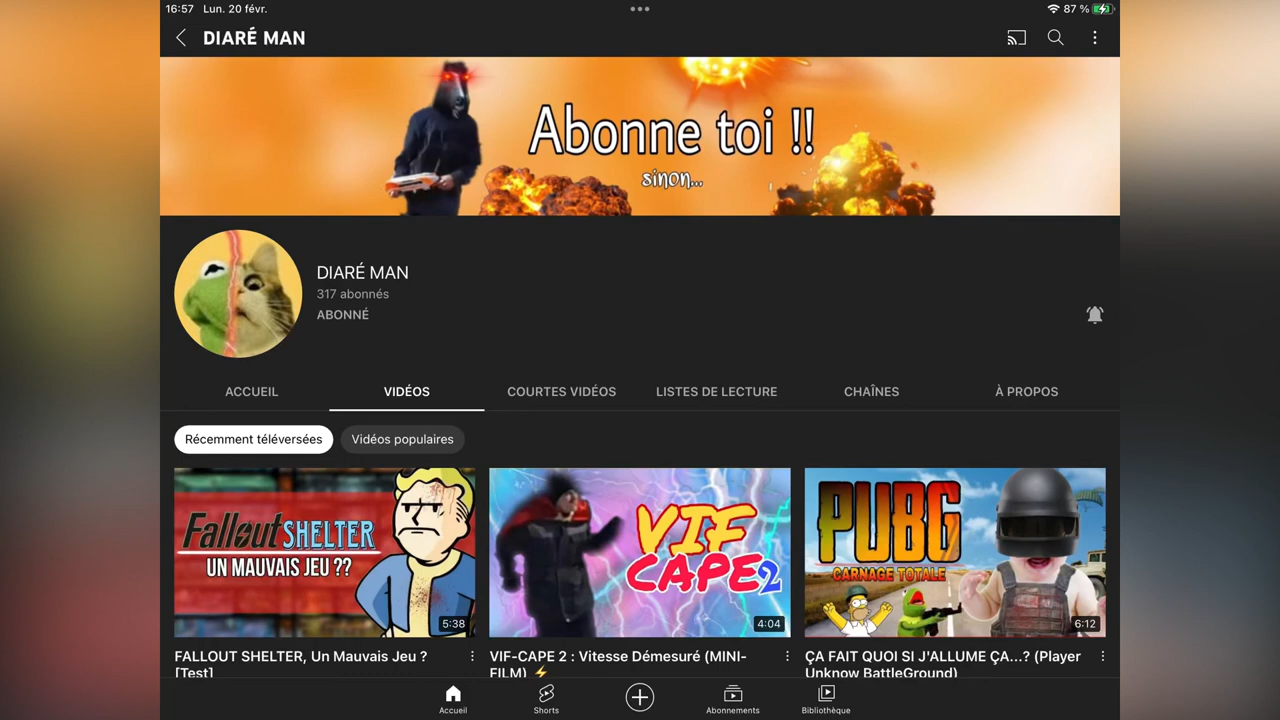 16:57 Lun. 20 févr.
87 %
DIARÉ MAN
Abonne toi !!
sinon...
DIARÉ MAN
317 abonnés
ABONNÉ
ACCUEIL VIDÉOS COURTES VIDÉOS LISTES DE LECTURE CHAÎNES À PROPOS
Récemment téléversées Vidéos populaires
Fallout SHELTER
UN MAUVAIS JEU ??
5:38
VIF
CAPE 2
4:04
PUBG
CARNAGE TOTALE
6:12
FALLOUT SHELTER, Un Mauvais Jeu ?
[Test]
VIF-CAPE 2 : Vitesse Démesuré (MINI-
FILM) ⚡
ÇA FAIT QUOI SI J'ALLUME ÇA...? (Player
Unknow BattleGround)
Accueil Shorts Abonnements Bibliothèque